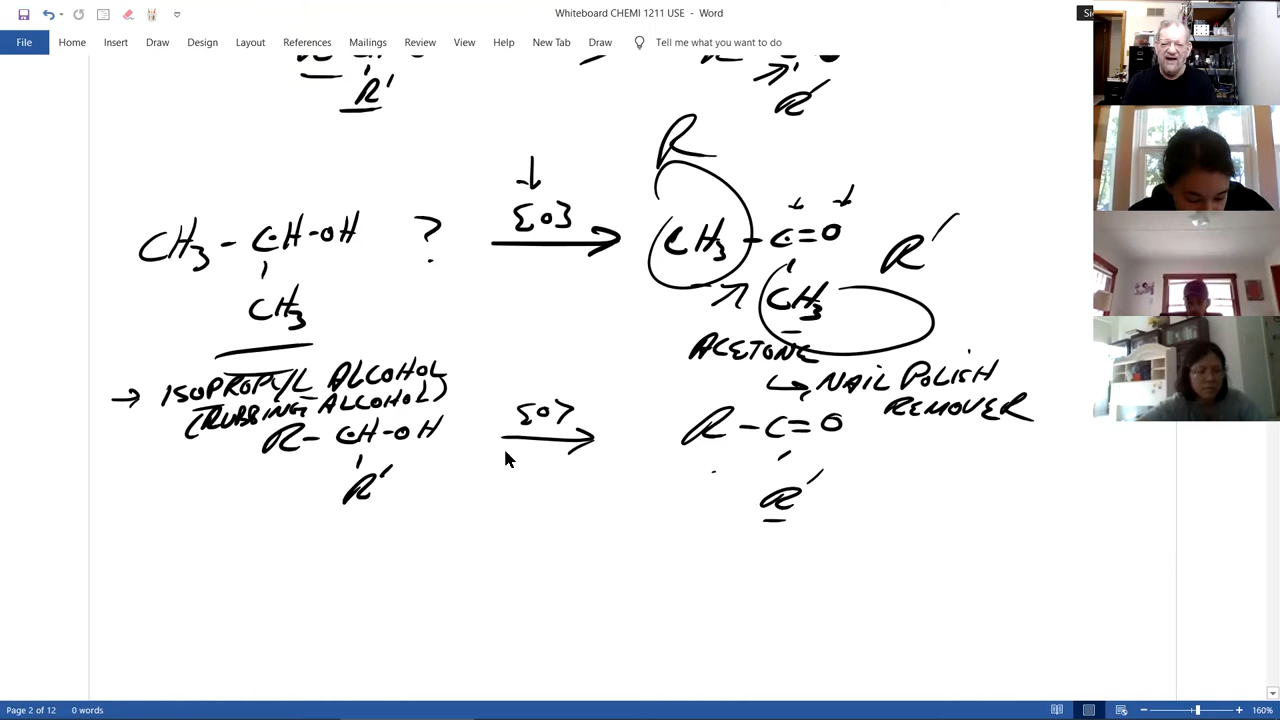 Whiteboard CHEMI 1211 USE - Word
File Home Insert Draw Design Layout References Mailings Review View Help New Tab Draw Tell me what you want to do
R' R'
R
CH3 - CH-OH ? {O} CH3 - C=O R'
CH3 CH3
ACETONE
→ ISOPROPYL ALCOHOL
(RUBBING ALCOHOL)
↳ NAIL POLISH
REMOVER
R - CH-OH {O} R - C=O
R' R'
Page 2 of 12 0 words 160%